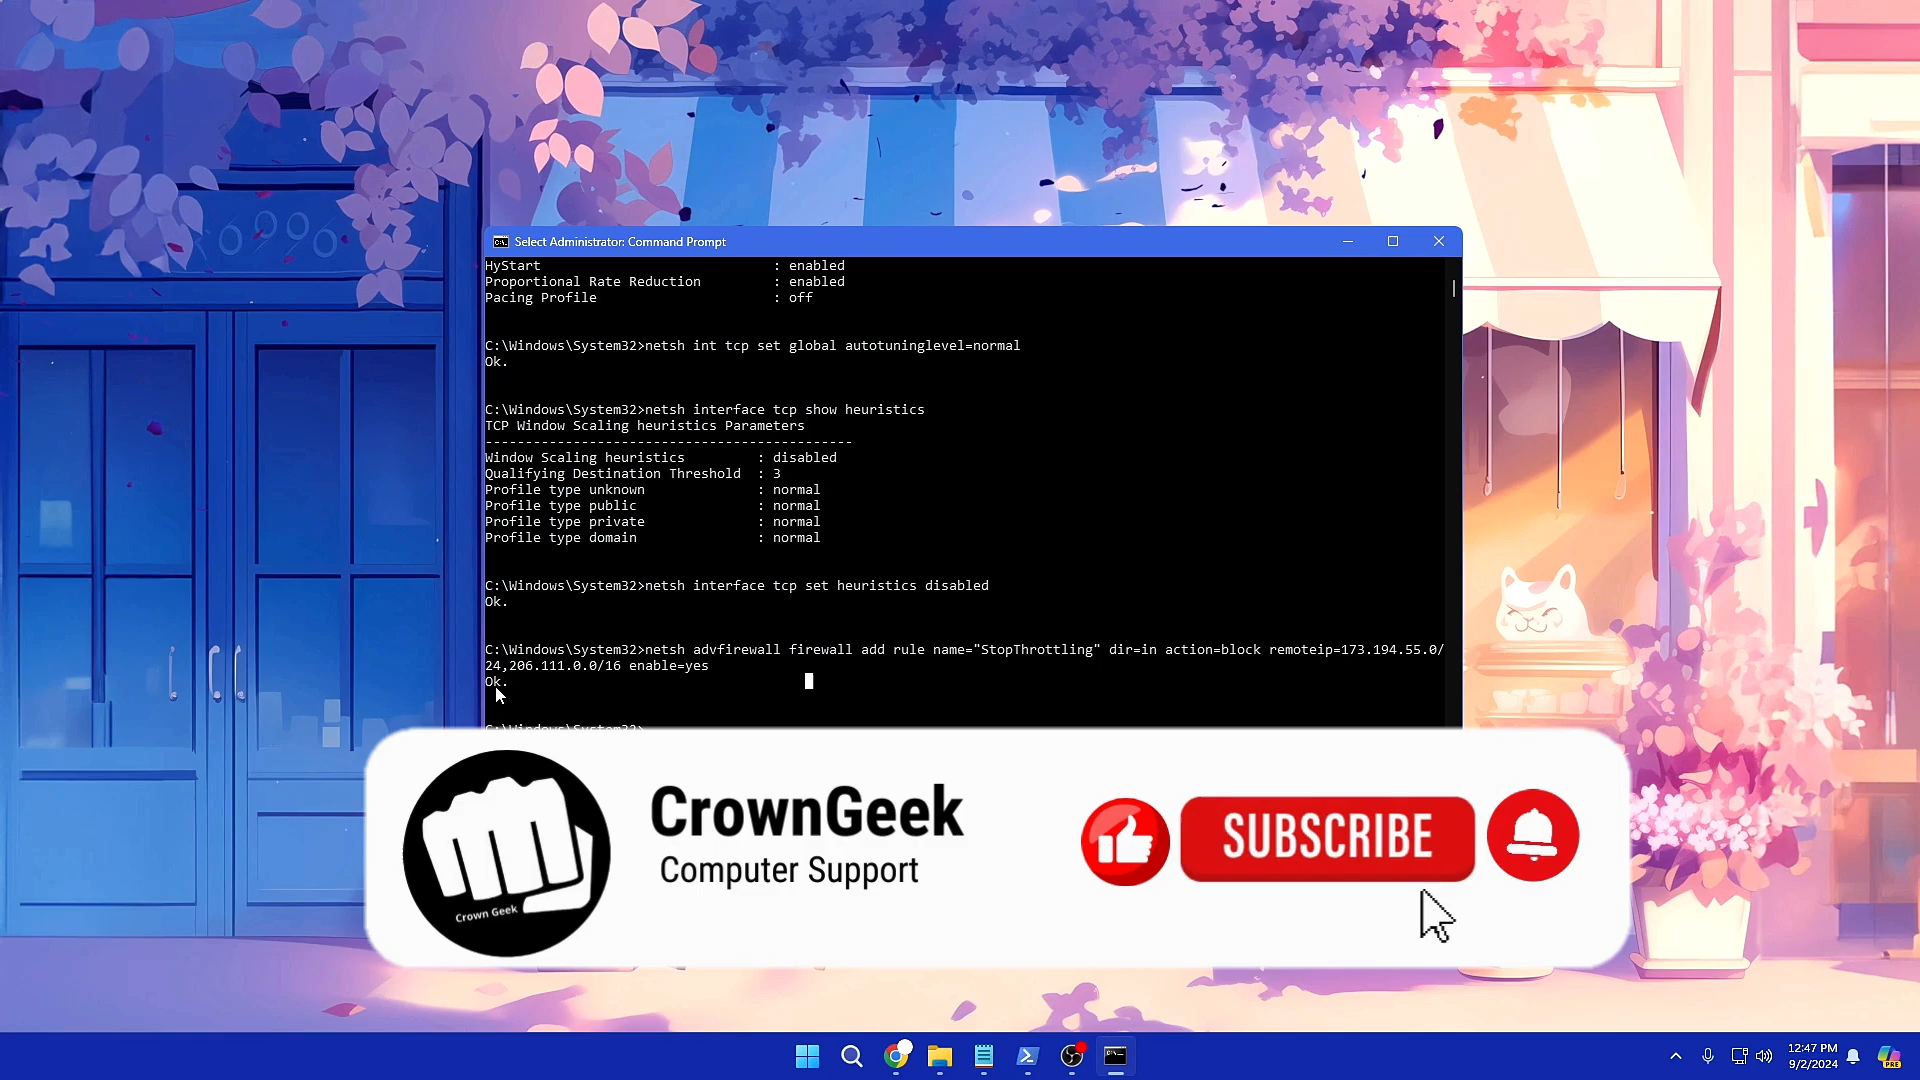 6996
Select Administrator: Command Prompt
HyStart : enabled
Proportional Rate Reduction : enabled
Pacing Profile : off
C:\Windows\System32>netsh int tcp set global autotuninglevel=normal
Ok.
C:\Windows\System32>netsh interface tcp show heuristics
TCP Window Scaling heuristics Parameters
----------------------------------------------
Window Scaling heuristics : disabled
Qualifying Destination Threshold : 3
Profile type unknown : normal
Profile type public : normal
Profile type private : normal
Profile type domain : normal
C:\Windows\System32>netsh interface tcp set heuristics disabled
Ok.
C:\Windows\System32>netsh advfirewall firewall add rule name="StopThrottling" dir=in action=block remoteip=173.194.55.0/
24,206.111.0.0/16 enable=yes
Ok.
C:\Windows\System32>
CrownGeek
Computer Support
Crown Geek
SUBSCRIBE
12:47 PM
9/2/2024
PRE